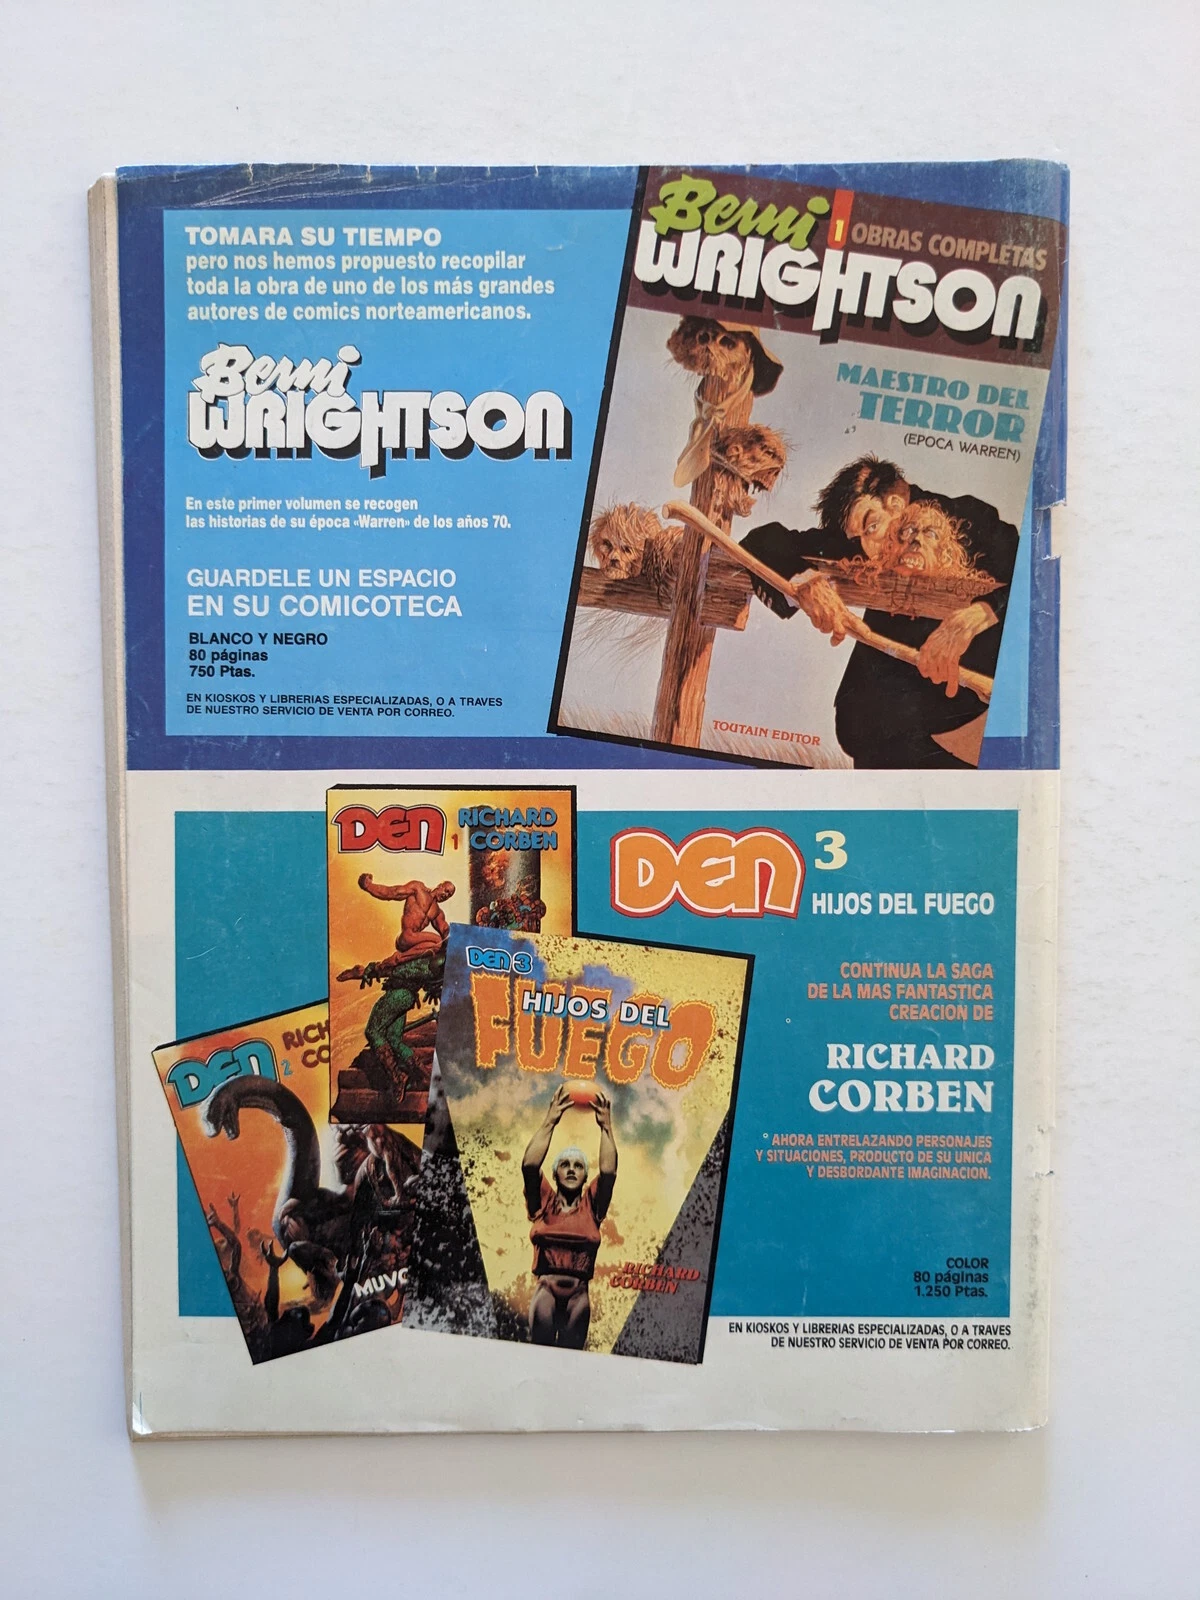 TOMARA SU TIEMPO
pero nos hemos propuesto recopilar
toda la obra de uno de los más grandes
autores de comics norteamericanos.
Berni
WRIGHTSON
En este primer volumen se recogen
las historias de su época «Warren» de los años 70.
GUARDELE UN ESPACIO
EN SU COMICOTECA
BLANCO Y NEGRO
80 páginas
750 Ptas.
EN KIOSKOS Y LIBRERIAS ESPECIALIZADAS, O A TRAVES
DE NUESTRO SERVICIO DE VENTA POR CORREO.
Berni 1 OBRAS COMPLETAS
WRIGHTSON
MAESTRO DEL
TERROR
(EPOCA WARREN)
TOUTAIN EDITOR
DEN 1 RICHARD
CORBEN
DEN 2 RICH
CO
MUVO
DEN 3
HIJOS DEL
FUEGO
RICHARD
CORBEN
DEN 3
HIJOS DEL FUEGO
CONTINUA LA SAGA
DE LA MAS FANTASTICA
CREACION DE
RICHARD
CORBEN
AHORA ENTRELAZANDO PERSONAJES
Y SITUACIONES, PRODUCTO DE SU UNICA
Y DESBORDANTE IMAGINACION.
COLOR
80 páginas
1.250 Ptas.
EN KIOSKOS Y LIBRERIAS ESPECIALIZADAS, O A TRAVES
DE NUESTRO SERVICIO DE VENTA POR CORREO.